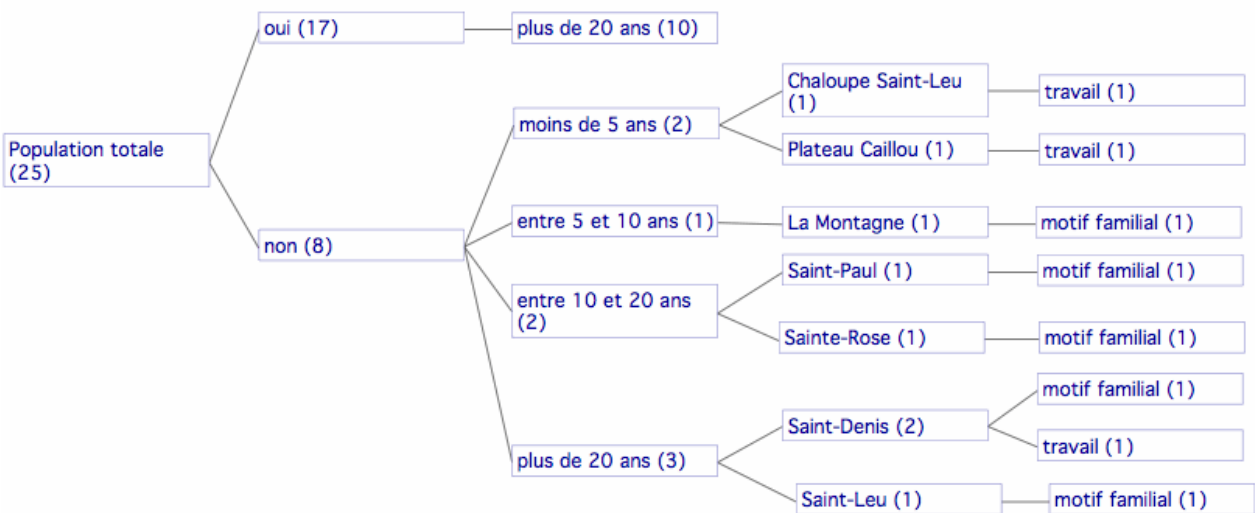 Population totale
(25)
oui (17)
plus de 20 ans (10)
non (8)
moins de 5 ans (2)
Chaloupe Saint-Leu
(1)
travail (1)
Plateau Caillou (1)
travail (1)
entre 5 et 10 ans (1)
La Montagne (1)
motif familial (1)
entre 10 et 20 ans
(2)
Saint-Paul (1)
motif familial (1)
Sainte-Rose (1)
motif familial (1)
plus de 20 ans (3)
Saint-Denis (2)
motif familial (1)
travail (1)
Saint-Leu (1)
motif familial (1)